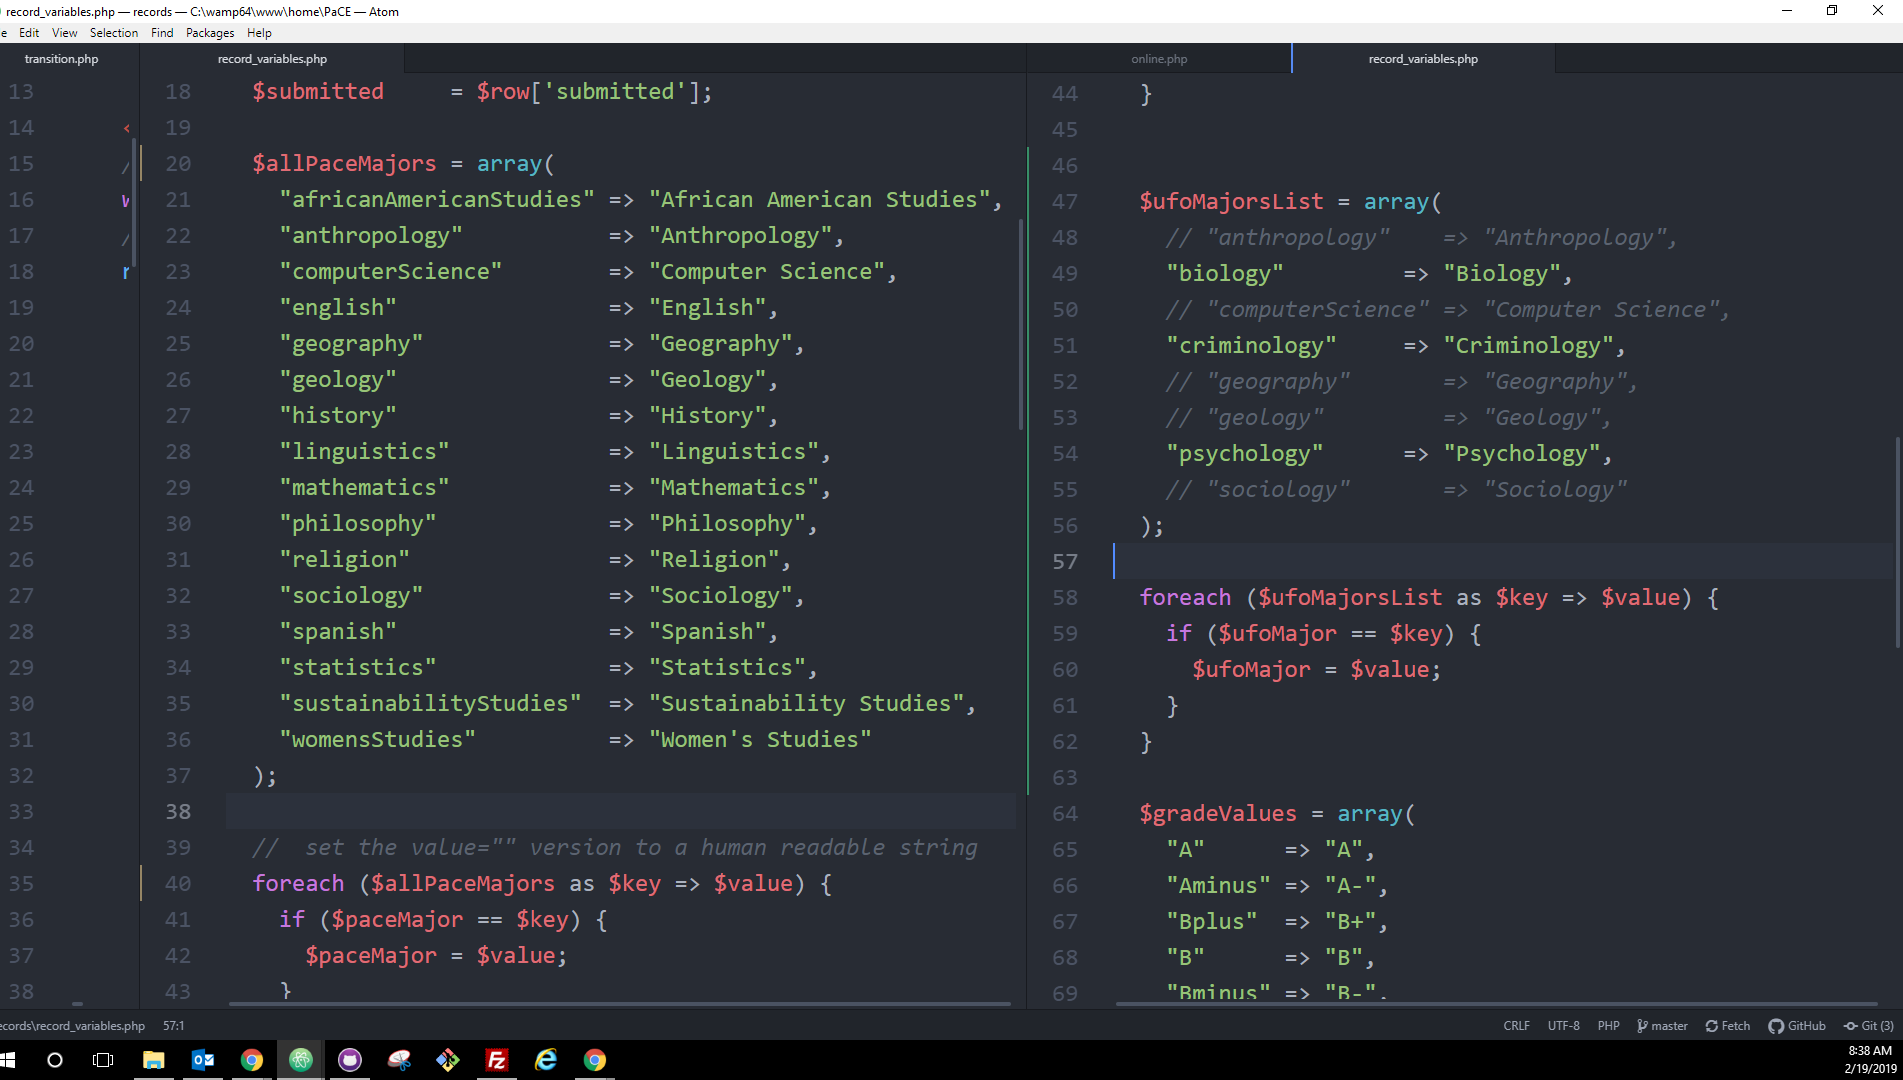 record_variables.php — records — C:\wamp64\www\home\PaCE — Atom
e Edit View Selection Find Packages Help
transition.php
13
14 <
15 /
16 w
17 /
18 r
19
20
21
22
23
24
25
26
27
28
29
30
31
32
33
34
35
36
37
38
record_variables.php
18 $submitted = $row['submitted'];
19
20 $allPaceMajors = array(
21 "africanAmericanStudies" => "African American Studies",
22 "anthropology" => "Anthropology",
23 "computerScience" => "Computer Science",
24 "english" => "English",
25 "geography" => "Geography",
26 "geology" => "Geology",
27 "history" => "History",
28 "linguistics" => "Linguistics",
29 "mathematics" => "Mathematics",
30 "philosophy" => "Philosophy",
31 "religion" => "Religion",
32 "sociology" => "Sociology",
33 "spanish" => "Spanish",
34 "statistics" => "Statistics",
35 "sustainabilityStudies" => "Sustainability Studies",
36 "womensStudies" => "Women's Studies"
37 );
38
39 // set the value="" version to a human readable string
40 foreach ($allPaceMajors as $key => $value) {
41 if ($paceMajor == $key) {
42 $paceMajor = $value;
43 }
online.php
record_variables.php
44 }
45
46
47 $ufoMajorsList = array(
48 // "anthropology" => "Anthropology",
49 "biology" => "Biology",
50 // "computerScience" => "Computer Science",
51 "criminology" => "Criminology",
52 // "geography" => "Geography",
53 // "geology" => "Geology",
54 "psychology" => "Psychology",
55 // "sociology" => "Sociology"
56 );
57
58 foreach ($ufoMajorsList as $key => $value) {
59 if ($ufoMajor == $key) {
60 $ufoMajor = $value;
61 }
62 }
63
64 $gradeValues = array(
65 "A" => "A",
66 "Aminus" => "A-",
67 "Bplus" => "B+",
68 "B" => "B",
69 "Bminus" => "B-",
ecords\record_variables.php 57:1 CRLF UTF-8 PHP master Fetch GitHub Git (3)
8:38 AM
2/19/2019